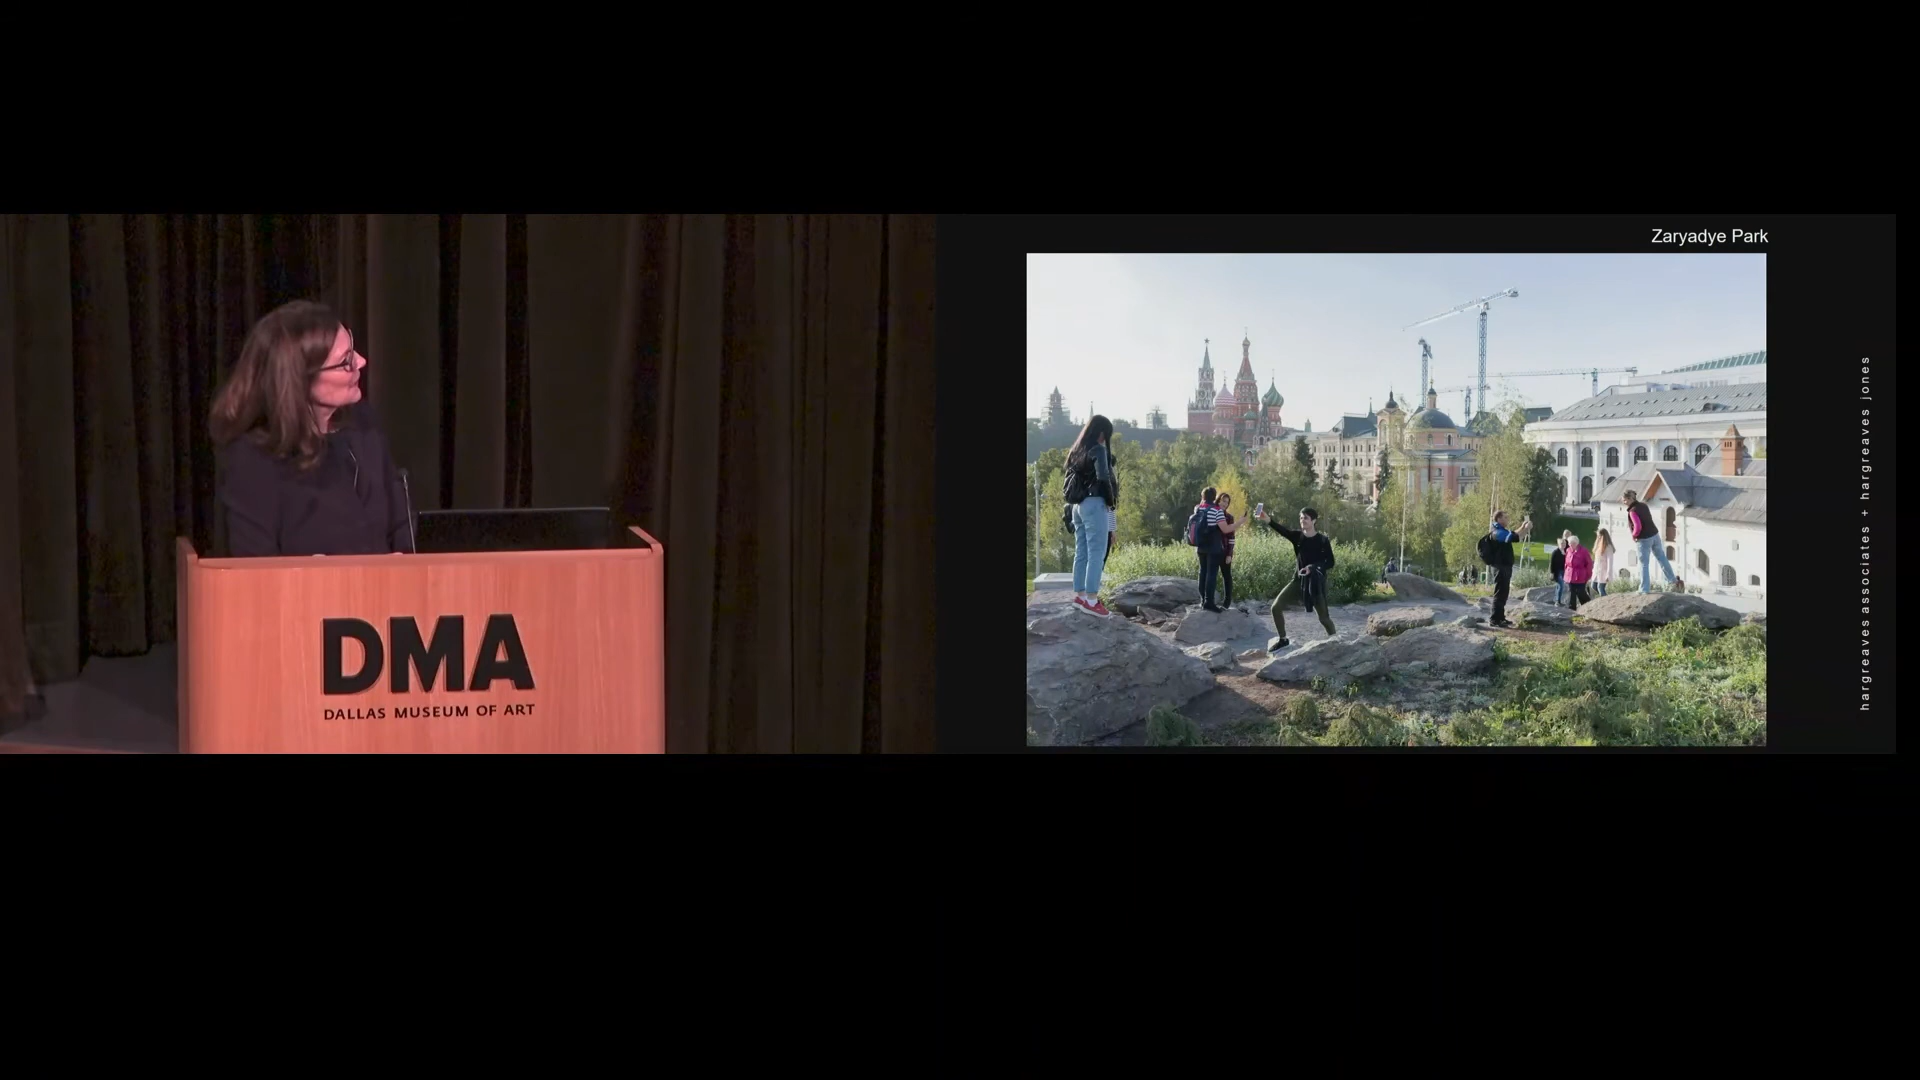 DMA
DALLAS MUSEUM OF ART
Zaryadye Park
hargreaves associates + hargreaves jones